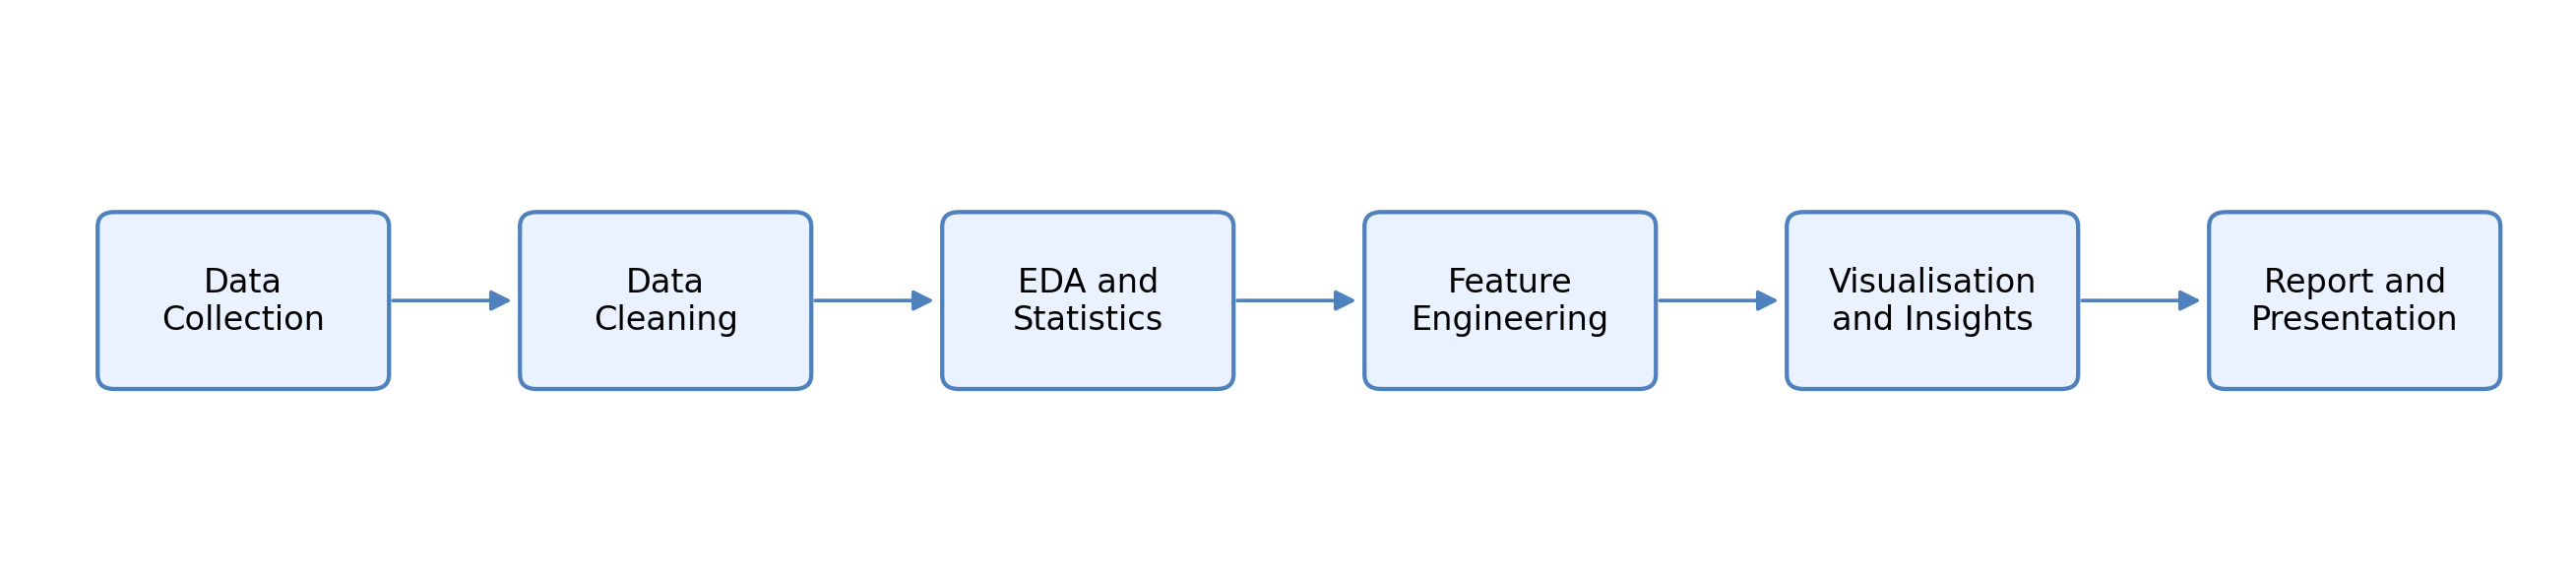 Data
Collection
Data
Cleaning
EDA and
Statistics
Feature
Engineering
Visualisation
and Insights
Report and
Presentation